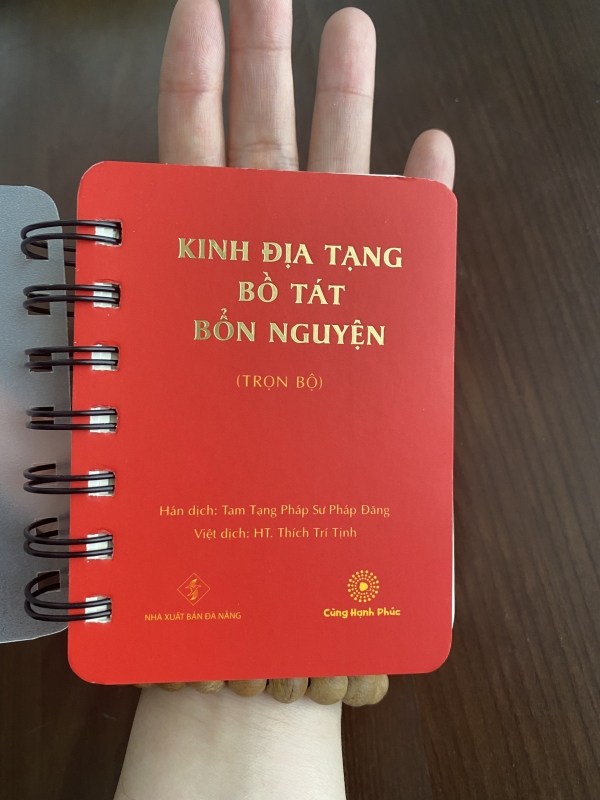 KINH ĐỊA TẠNG
BỒ TÁT
BỔN NGUYỆN
(TRỌN BỘ)
Hán dịch: Tam Tạng Pháp Sư Pháp Đăng
Việt dịch: HT. Thích Trí Tịnh
NHÀ XUẤT BẢN ĐÀ NẴNG
Cùng Hạnh Phúc